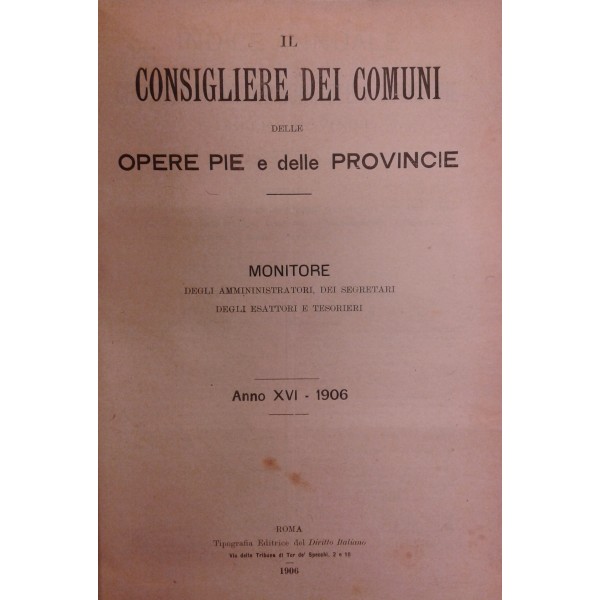 IL
CONSIGLIERE DEI COMUNI
DELLE
OPERE PIE e delle PROVINCIE
MONITORE
DEGLI AMMININISTRATORI, DEI SEGRETARI
DEGLI ESATTORI E TESORIERI
Anno XVI - 1906
ROMA
Tipografia Editrice del Diritto Italiano
Via delle Tribune di Tor de' Specchi, 2 e 10
1906